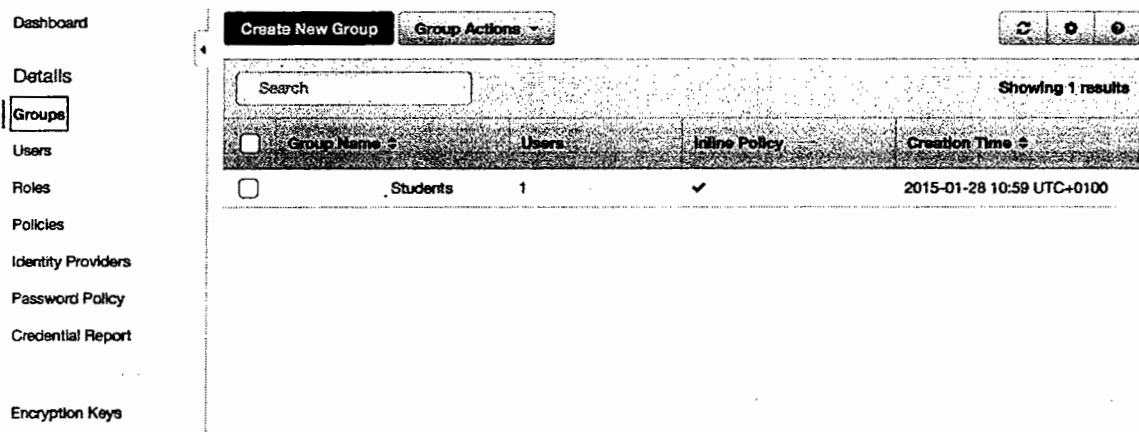 Dashboard
Details
Groups
Users
Roles
Policies
Identity Providers
Password Policy
Credential Report
Encryption Keys
Create New Group
Group Actions
Search
Showing 1 results
Group Name Users Inline Policy Creation Time
Students 1 ✔ 2015-01-28 10:59 UTC+0100